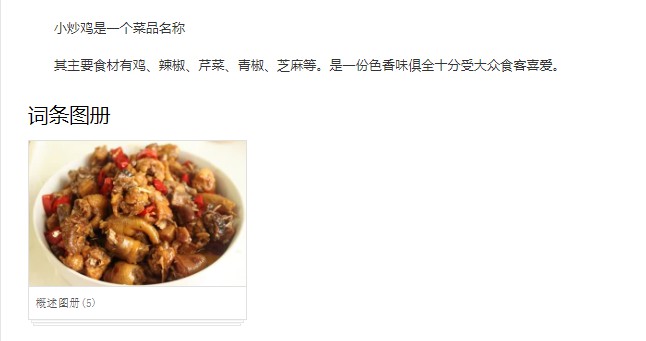 小炒鸡是一个菜品名称
其主要食材有鸡、辣椒、芹菜、青椒、芝麻等。是一份色香味俱全十分受大众食客喜爱。
词条图册
概述图册(5)